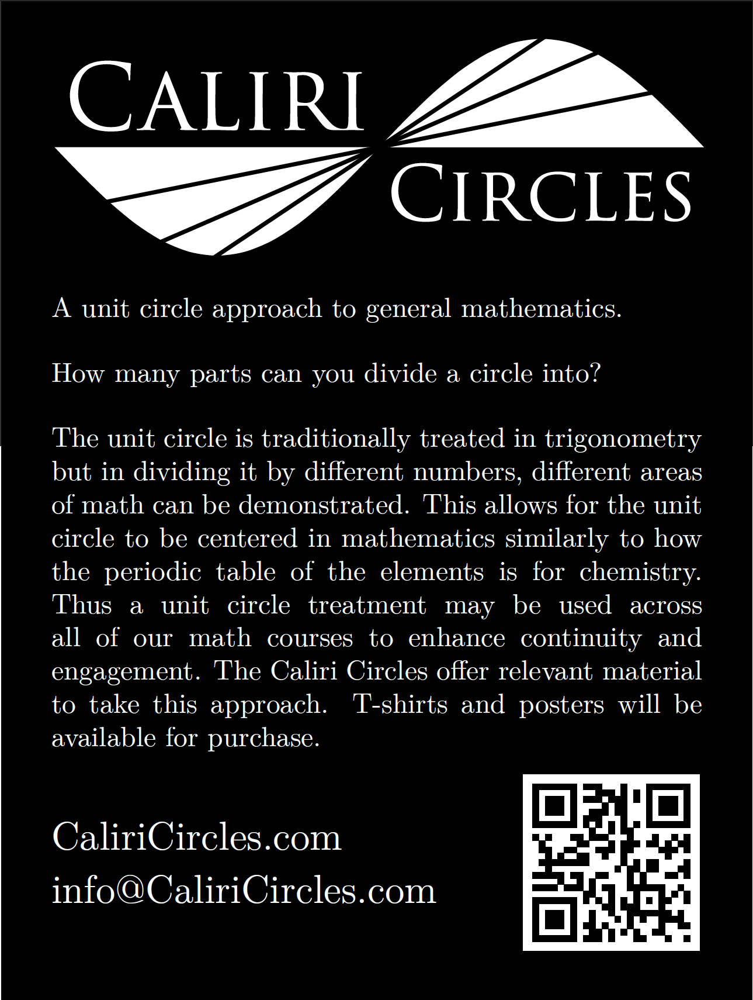 CALIRI
CIRCLES
A unit circle approach to general mathematics.
How many parts can you divide a circle into?
The unit circle is traditionally treated in trigonometry
but in dividing it by different numbers, different areas
of math can be demonstrated. This allows for the unit
circle to be centered in mathematics similarly to how
the periodic table of the elements is for chemistry.
Thus a unit circle treatment may be used across
all of our math courses to enhance continuity and
engagement. The Caliri Circles offer relevant material
to take this approach. T-shirts and posters will be
available for purchase.
CaliriCircles.com
info@CaliriCircles.com